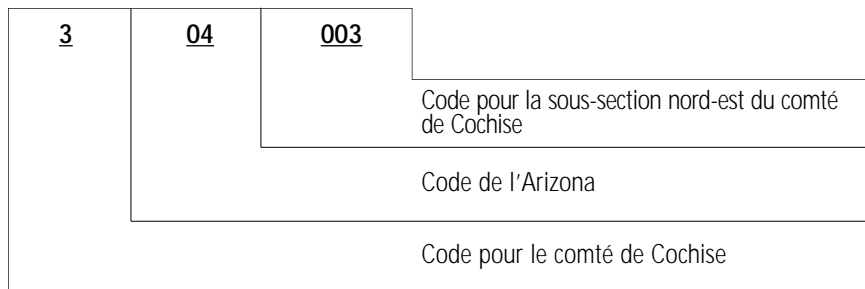 3 04 003
Code pour la sous-section nord-est du comté
de Cochise
Code de l'Arizona
Code pour le comté de Cochise